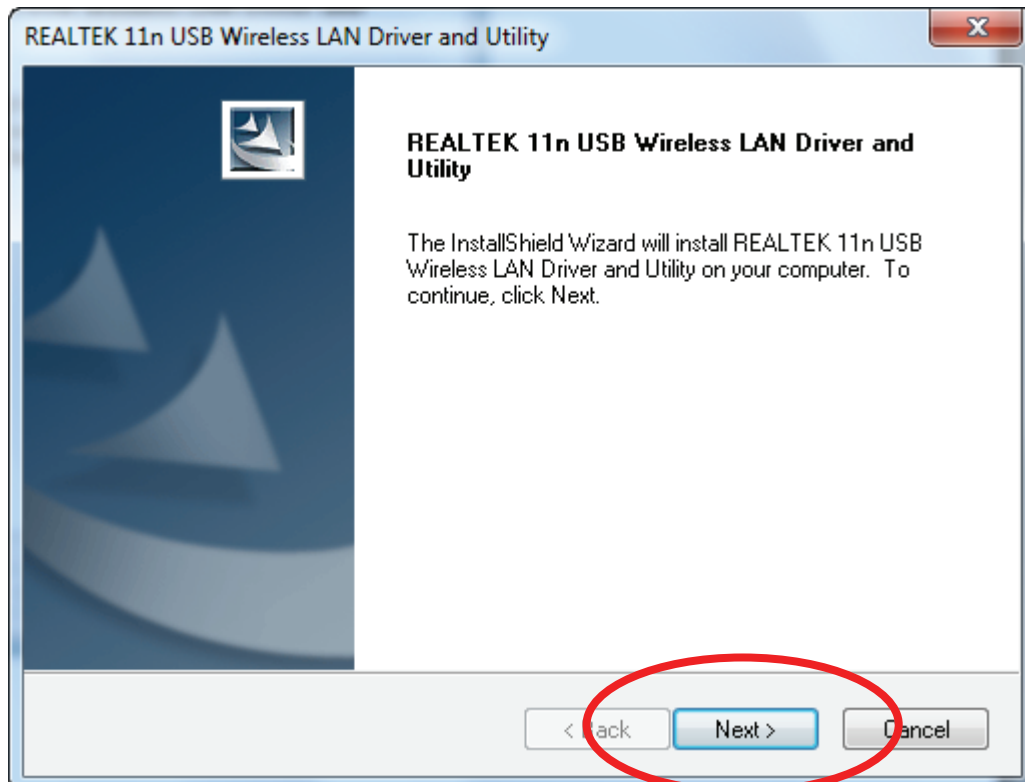 REALTEK 11n USB Wireless LAN Driver and Utility
X
REALTEK 11n USB Wireless LAN Driver and
Utility
The InstallShield Wizard will install REALTEK 11n USB
Wireless LAN Driver and Utility on your computer. To
continue, click Next.
< Back Next > Cancel